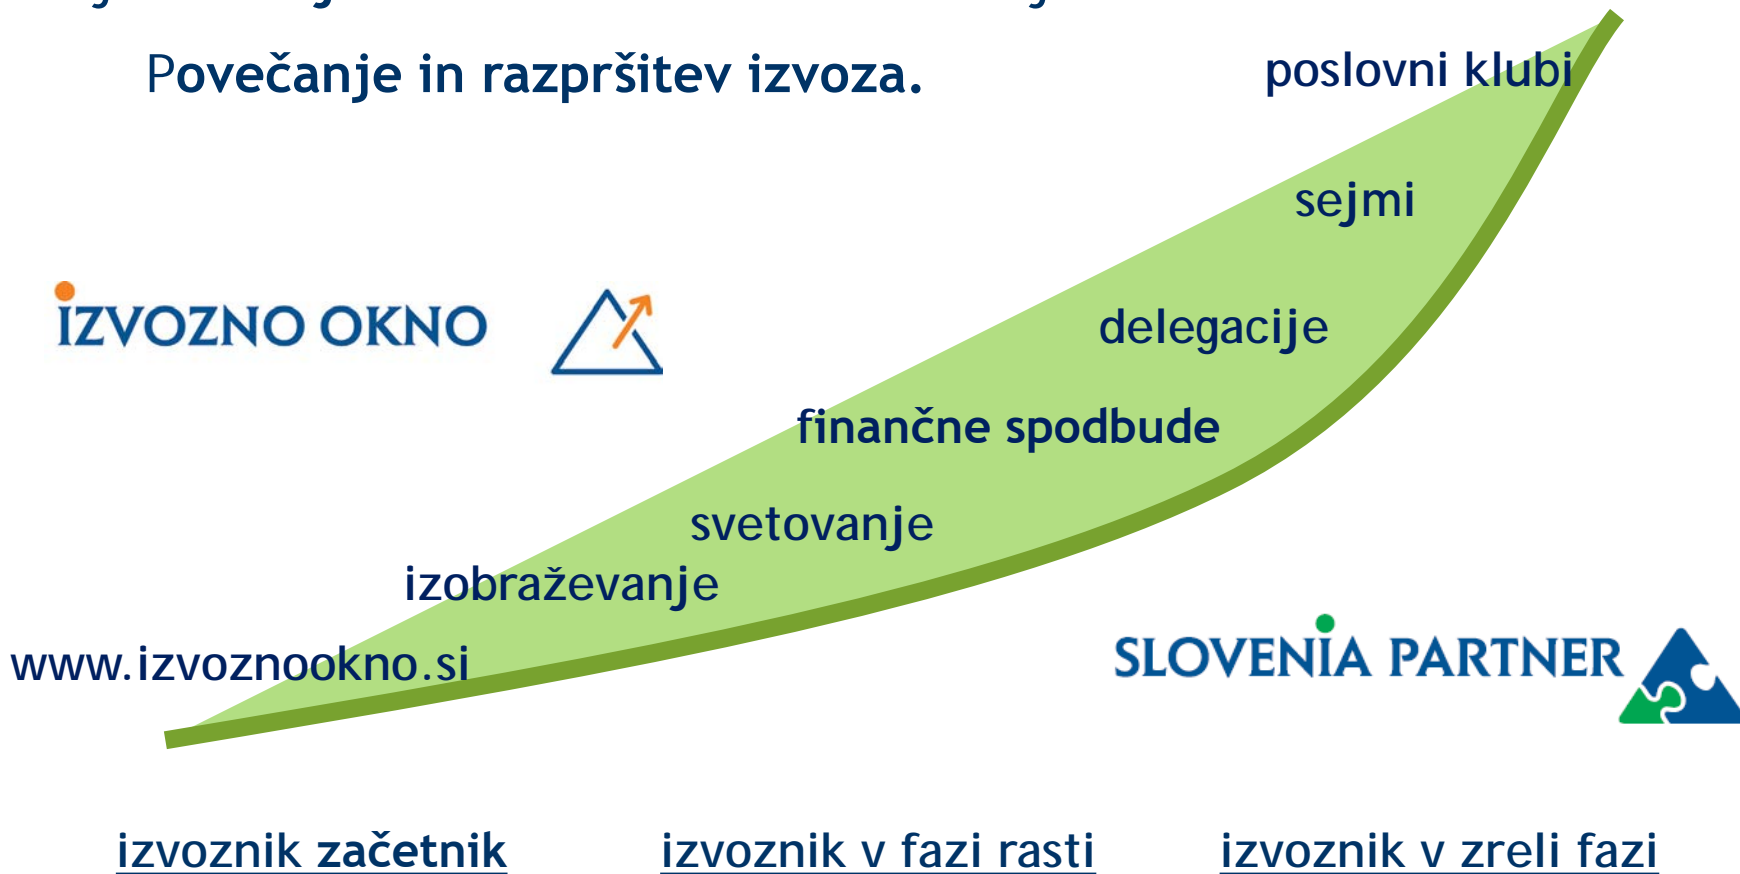 Povečanje in razpršitev izvoza.
poslovni klubi
sejmi
IZVOZNO OKNO
delegacije
finančne spodbude
svetovanje
izobraževanje
www.izvoznookno.si
SLOVENIA PARTNER
izvoznik začetnik
izvoznik v fazi rasti
izvoznik v zreli fazi